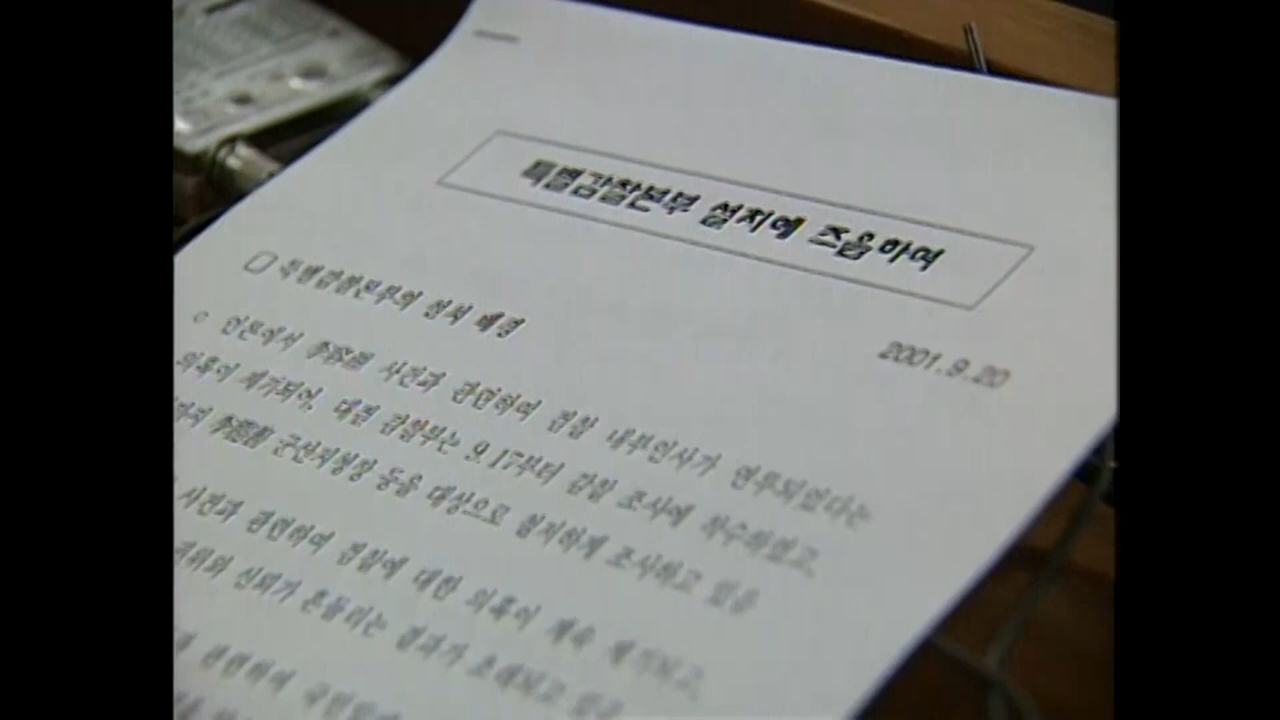 특별감찰본부 설치에 즈음하여
2001.9.20
□ 특별감찰본부의 설치 배경
○ 언론에서 사건과 관련하여 검찰 내부인사가 연루되었다는
의혹이 제기되어, 대검 감찰부는 9.17부터 감찰 조사에 착수하였고,
군산지청장 등을 대상으로 철저하게 조사하고 있음
사건과 관련하여 검찰에 대한 의혹이 계속 제기되고,
신뢰가 흔들리는 결과가 초래되고 있음
관련하여